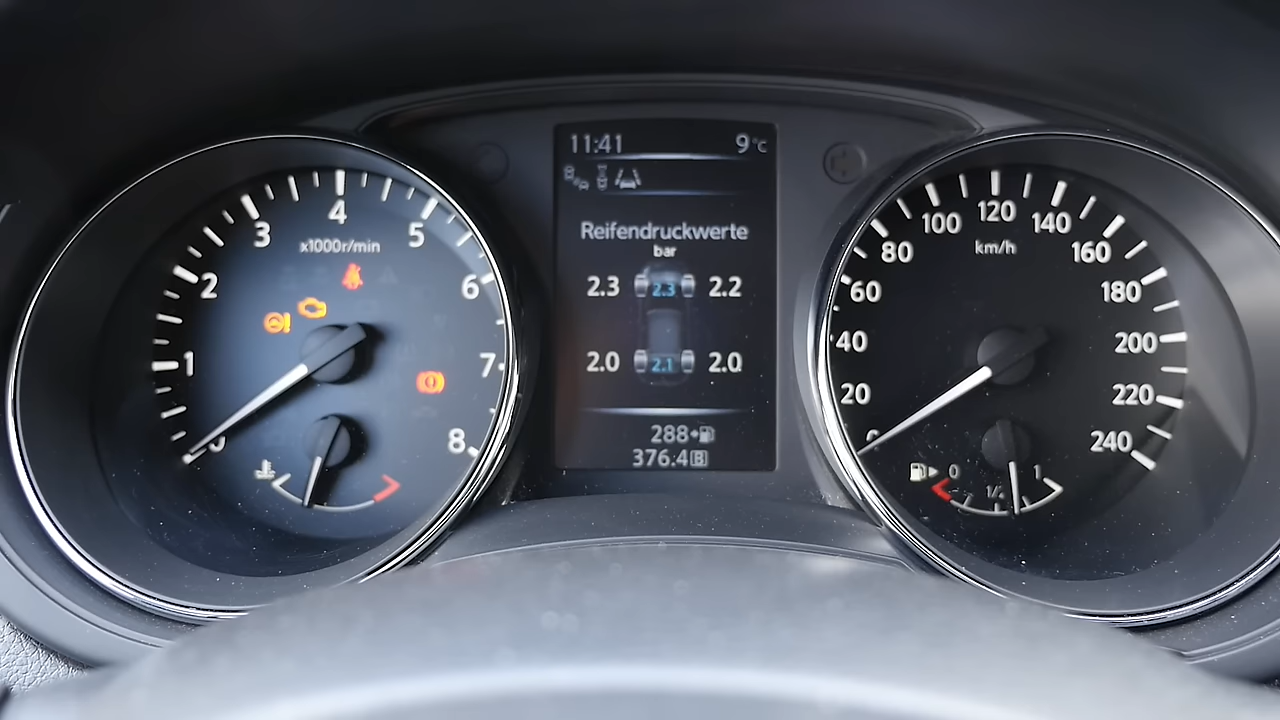 4
3
5
x1000r/min
2
6
1
7
0
8
11:41 9°C
Reifendruckwerte
bar
2.3 2.3 2.2
2.0 2.1 2.0
288
376.4 B
120
100
140
km/h
80
160
60
180
40
200
20
220
0
240
0 1/2 1